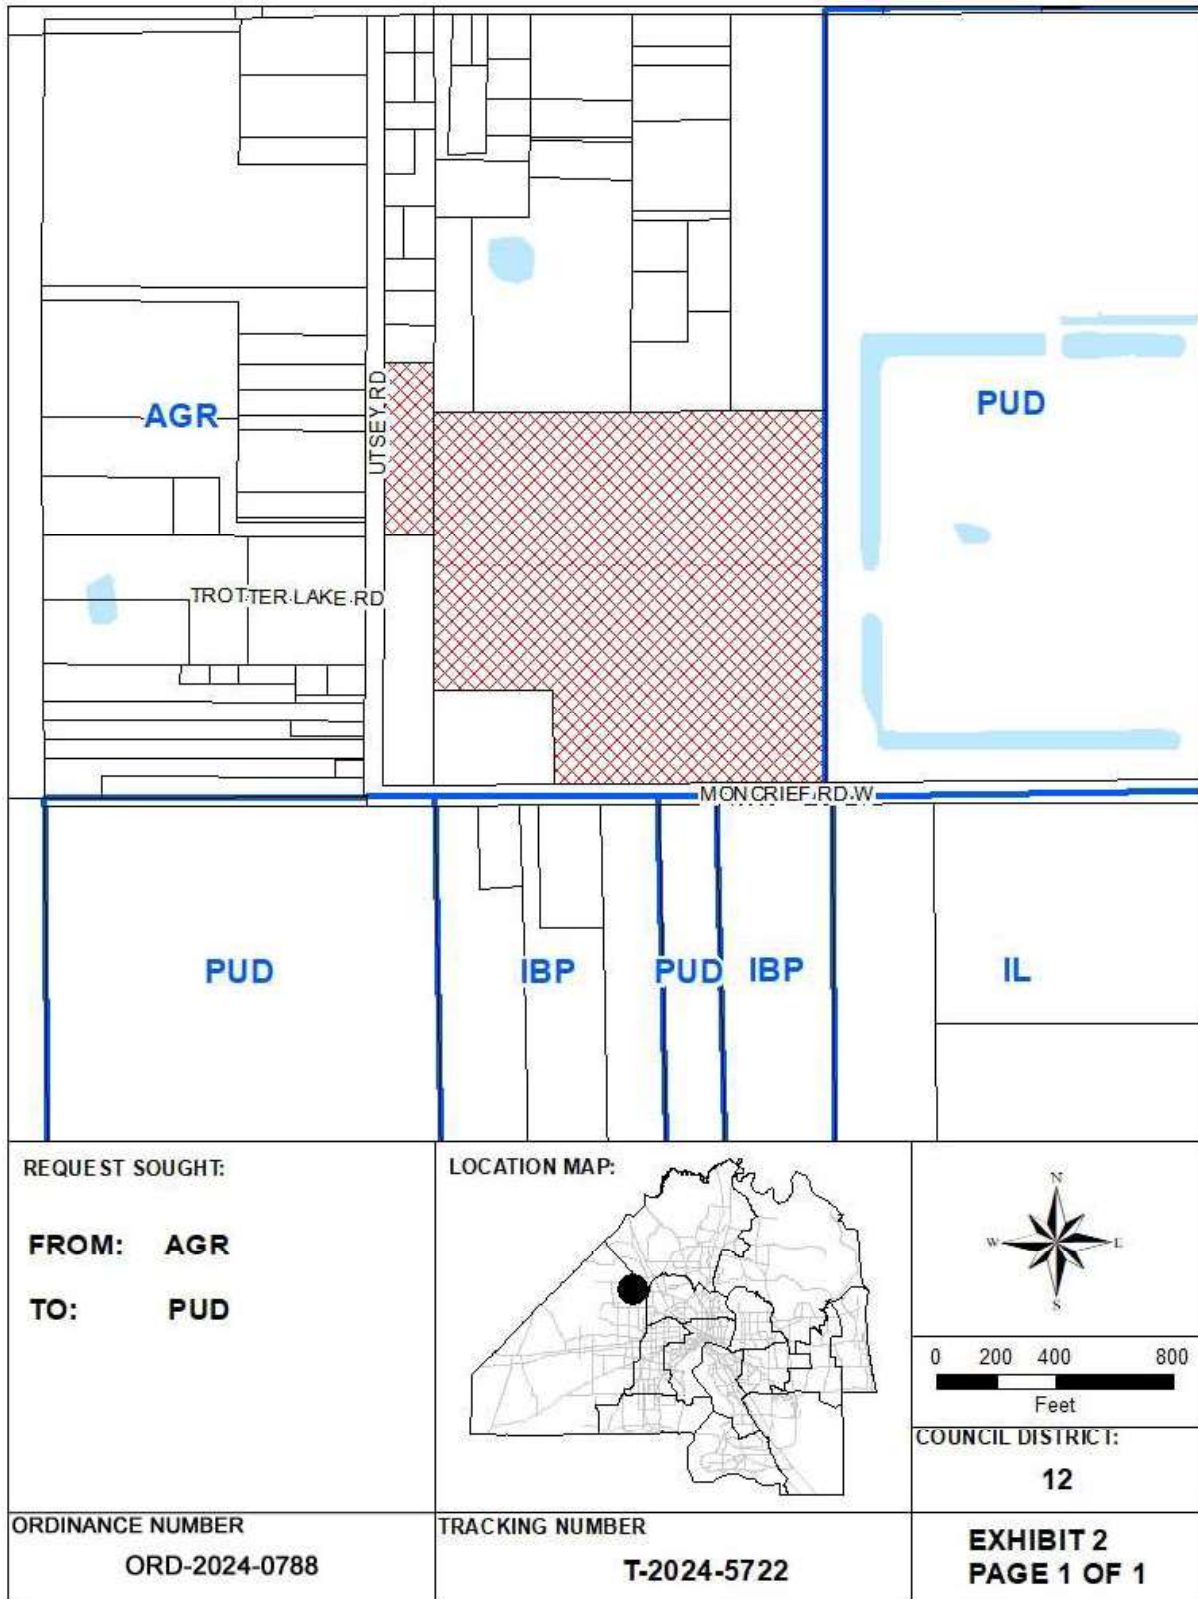 AGR
UTSEY RD
PUD
TROTTER LAKE RD
MONCRIEF RD W
PUD
IBP
PUD
IBP
IL
REQUEST SOUGHT:
FROM: AGR
TO: PUD
LOCATION MAP:
N
W E
S
0 200 400 800
Feet
COUNCIL DISTRICT:
12
ORDINANCE NUMBER
ORD-2024-0788
TRACKING NUMBER
T-2024-5722
EXHIBIT 2
PAGE 1 OF 1